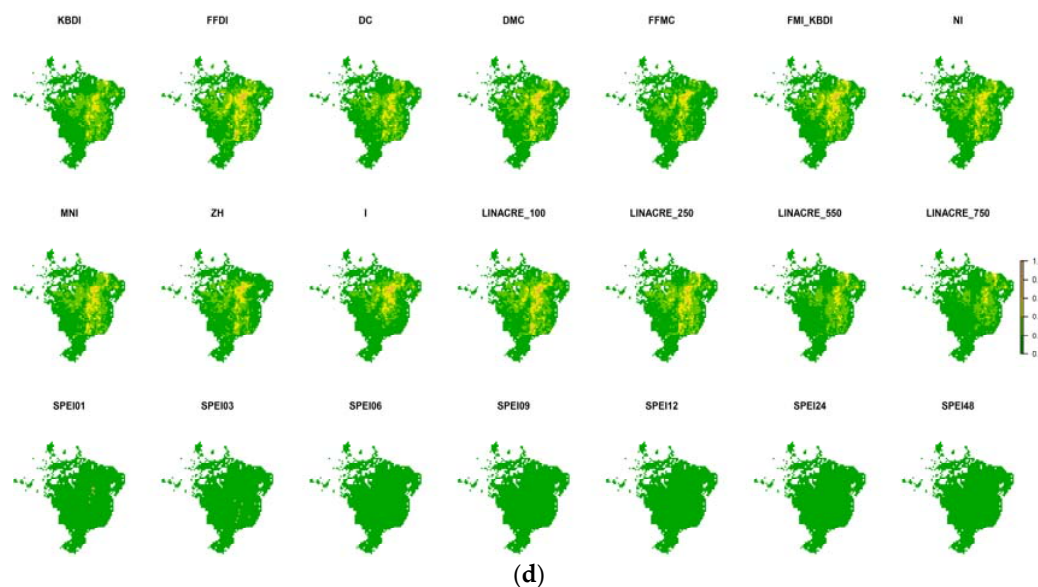 KBDI FFDI DC DMC FFMC FMI_KBDI NI
MNI ZH I LINACRE_100 LINACRE_250 LINACRE_550 LINACRE_750
SPEI01 SPEI03 SPEI06 SPEI09 SPEI12 SPEI24 SPEI48
(d)